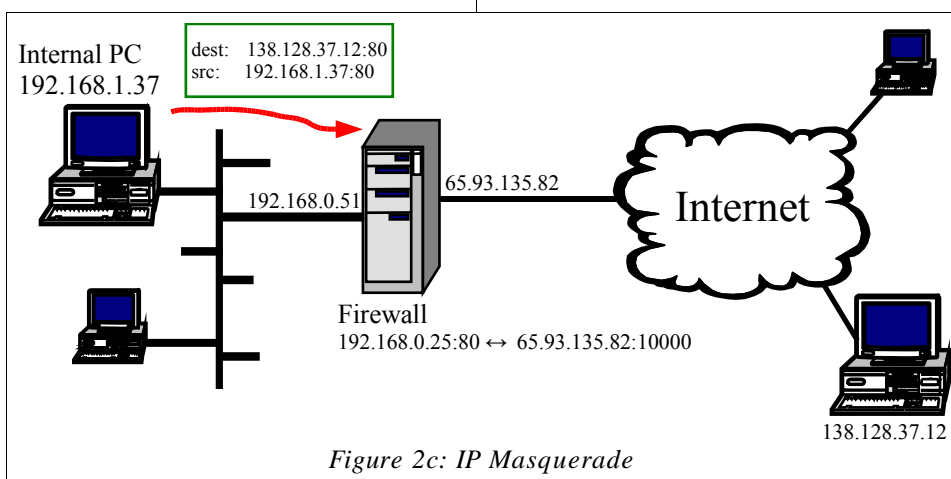 Internal PC
192.168.1.37
dest: 138.128.37.12:80
src: 192.168.1.37:80
192.168.0.51
65.93.135.82
Internet
Firewall
192.168.0.25:80 ↔ 65.93.135.82:10000
138.128.37.12
Figure 2c: IP Masquerade